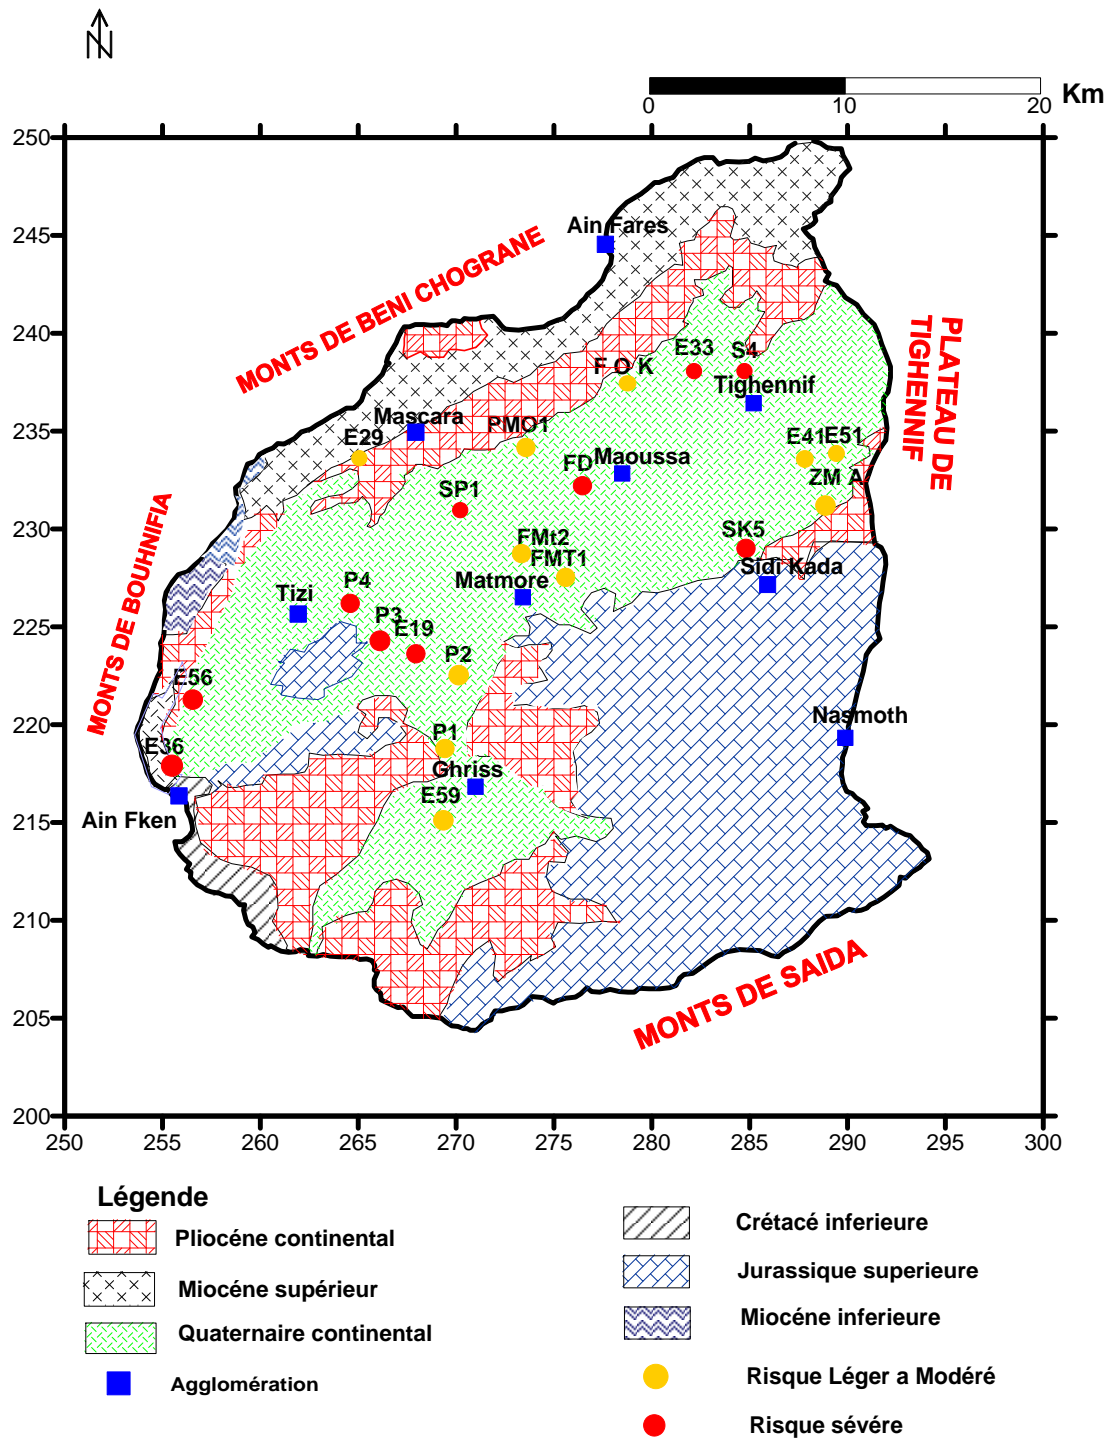 N
Km
0 10 20
250
245
240
235
230
225
220
215
210
205
200
250 255 260 265 270 275 280 285 290 295 300
MONTS DE BENI CHOGRANE
MONTS DE BOUHNIFIA
PLATEAU DE
TIGHENNIF
MONTS DE SAIDA
Ain Fares
E33
S4
F O K
Tighennif
Mascara
PMO1
E29
E41
E51
FD
Maoussa
ZM A
SP1
SK5
FMt2
FMT1
Sidi Kada
Matmore
Tizi
P4
P3
E19
P2
E56
Nasmoth
P1
E36
Ghriss
E59
Ain Fken
Légende
Pliocéne continental
Miocéne supérieur
Quaternaire continental
Agglomération
Crétacé inferieure
Jurassique superieure
Miocéne inferieure
Risque Léger a Modéré
Risque sévére